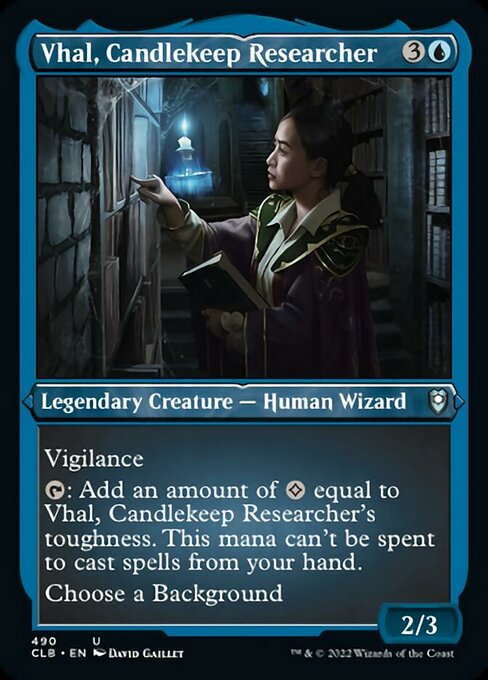 Vhal, Candlekeep Researcher 3
Legendary Creature — Human Wizard
Vigilance
: Add an amount of equal to
Vhal, Candlekeep Researcher's
toughness. This mana can't be spent
to cast spells from your hand.
Choose a Background
2/3
490 U
CLB • EN David Gaillet
™ & © 2022 Wizards of the Coast